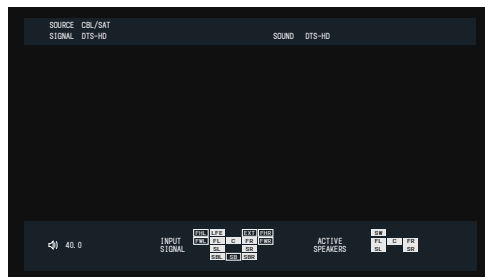 SOURCE CBL/SAT
SIGNAL DTS-HD SOUND DTS-HD
FHL LFE EXT FHR
INPUT FWL FL C FR FWR
SIGNAL SL SR
SBL SB SBR
40.0
SW
ACTIVE FL C FR
SPEAKERS SL SR